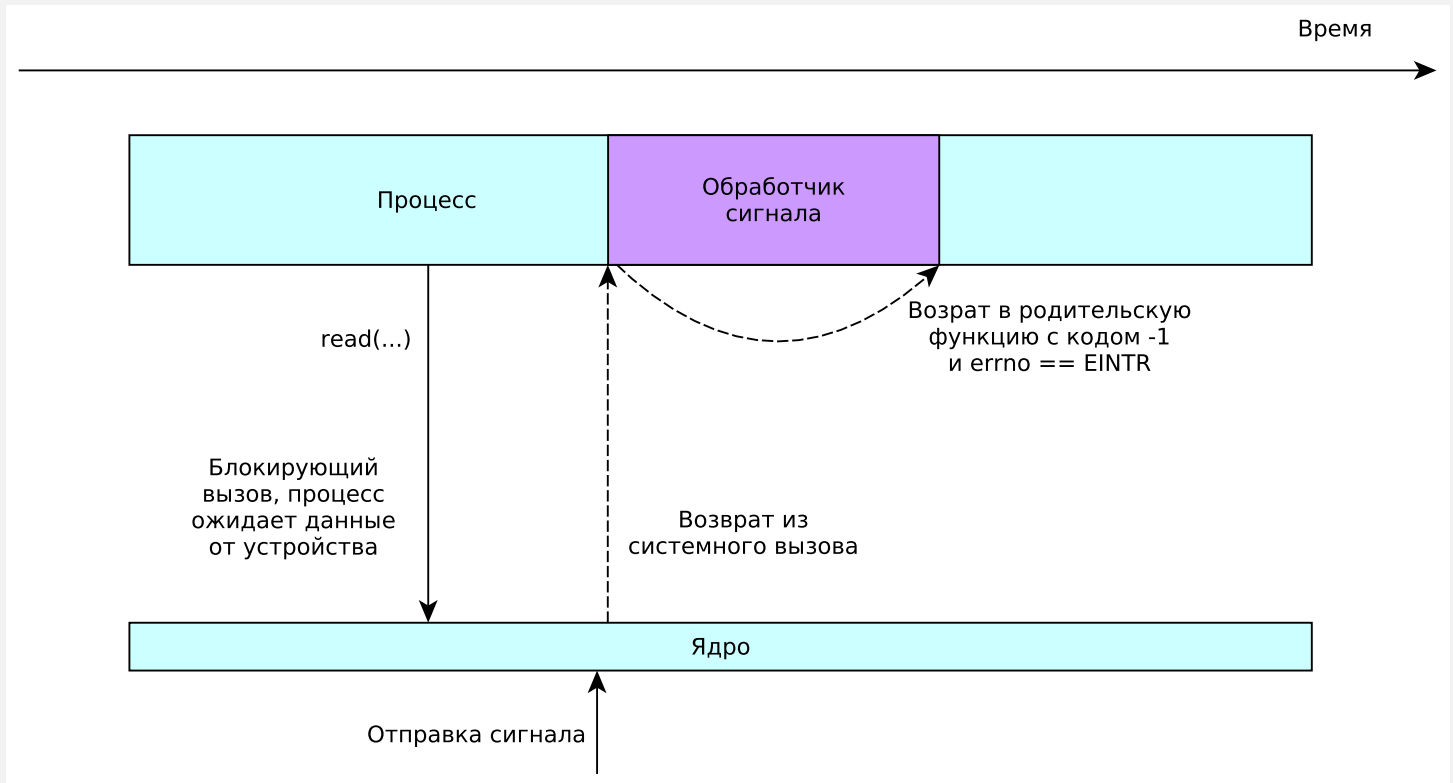 Время
Процесс
Обработчик
сигнала
read(...)
Возрат в родительскую
функцию с кодом -1
и errno == EINTR
Блокирующий
вызов, процесс
ожидает данные
от устройства
Возврат из
системного вызова
Ядро
Отправка сигнала